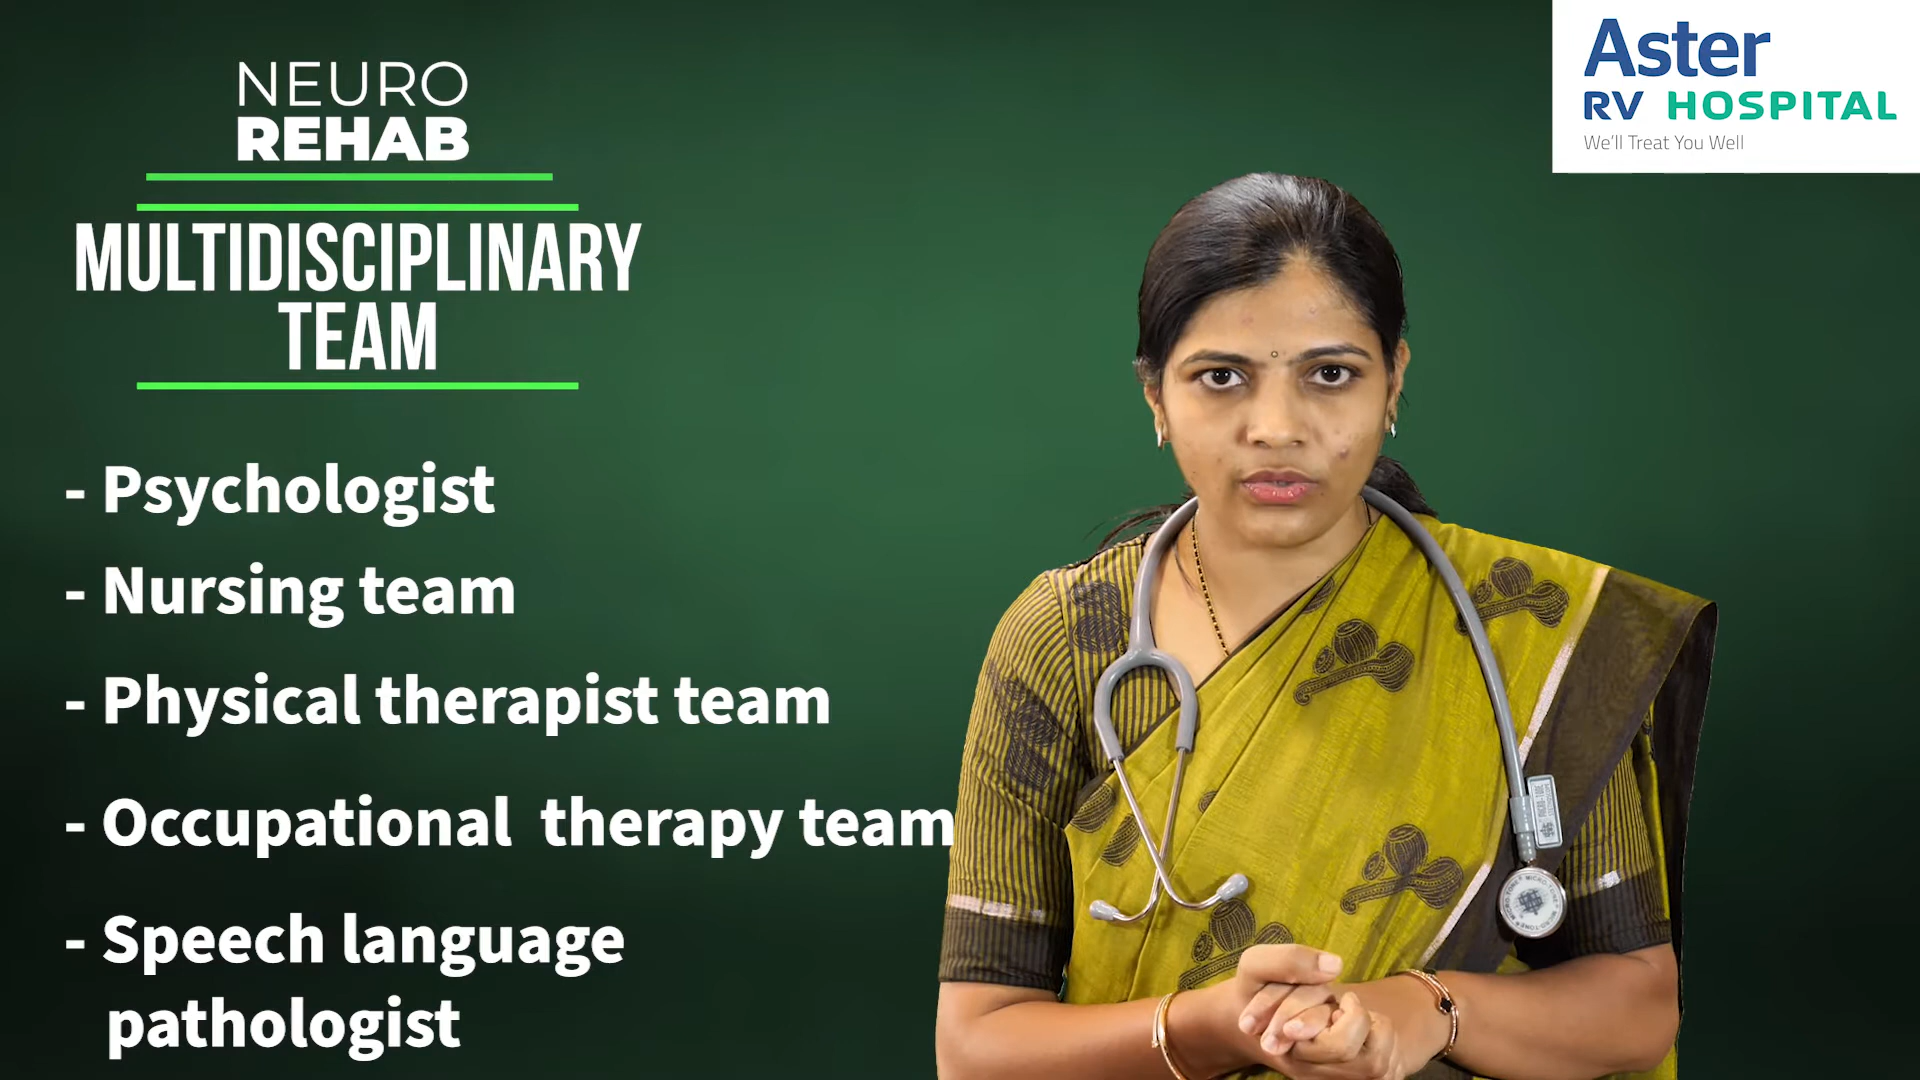 NEURO
REHAB
MULTIDISCIPLINARY
TEAM
- Psychologist
- Nursing team
- Physical therapist team
- Occupational therapy team
- Speech language
pathologist
Aster
RV HOSPITAL
We'll Treat You Well